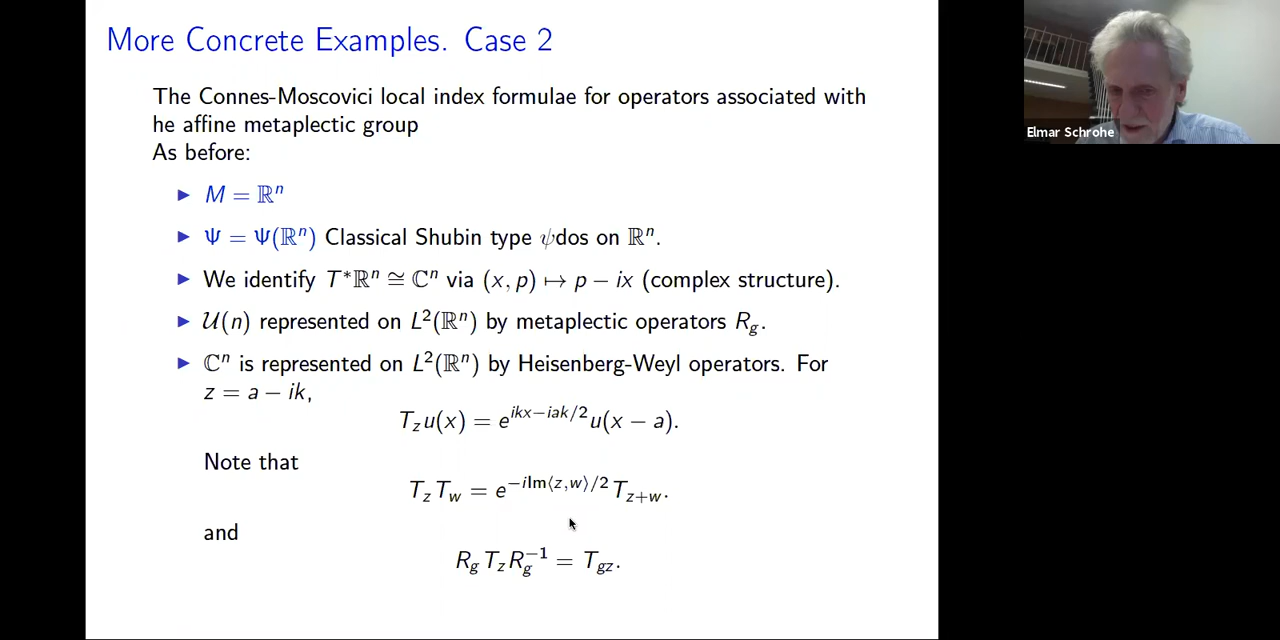 More Concrete Examples. Case 2
The Connes-Moscovici local index formulae for operators associated with
he affine metaplectic group
As before:
▶ M = ℝⁿ
▶ Ψ = Ψ(ℝⁿ) Classical Shubin type ψdos on ℝⁿ.
▶ We identify T*ℝⁿ ≅ ℂⁿ via (x, p) ↦ p − ix (complex structure).
▶ 𝒰(n) represented on L²(ℝⁿ) by metaplectic operators R_g.
▶ ℂⁿ is represented on L²(ℝⁿ) by Heisenberg-Weyl operators. For
z = a − ik,
T_z u(x) = e^{ikx−iak/2} u(x − a).
Note that
T_z T_w = e^{−i Im⟨z,w⟩/2} T_{z+w}.
and
R_g T_z R_g^{−1} = T_{gz}.
Elmar Schrohe